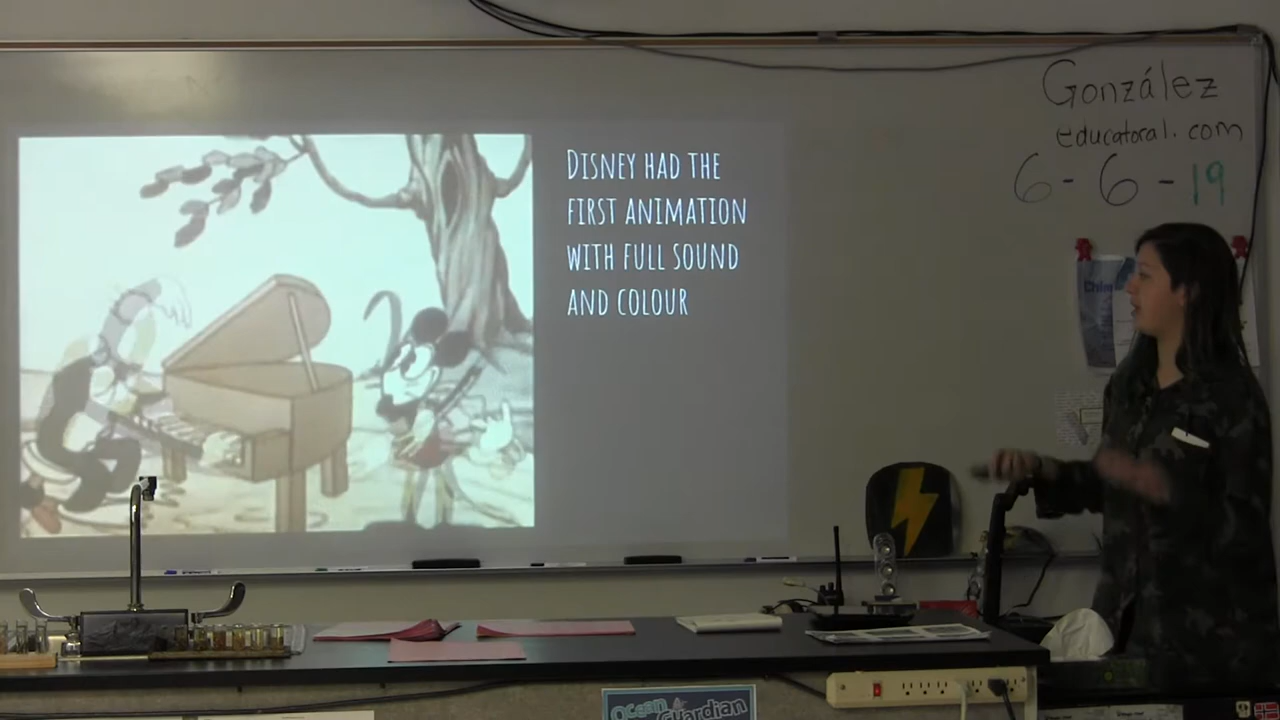 González
educatoral.com
6-6-19
DISNEY HAD THE
FIRST ANIMATION
WITH FULL SOUND
AND COLOUR
Ocean
Guardian